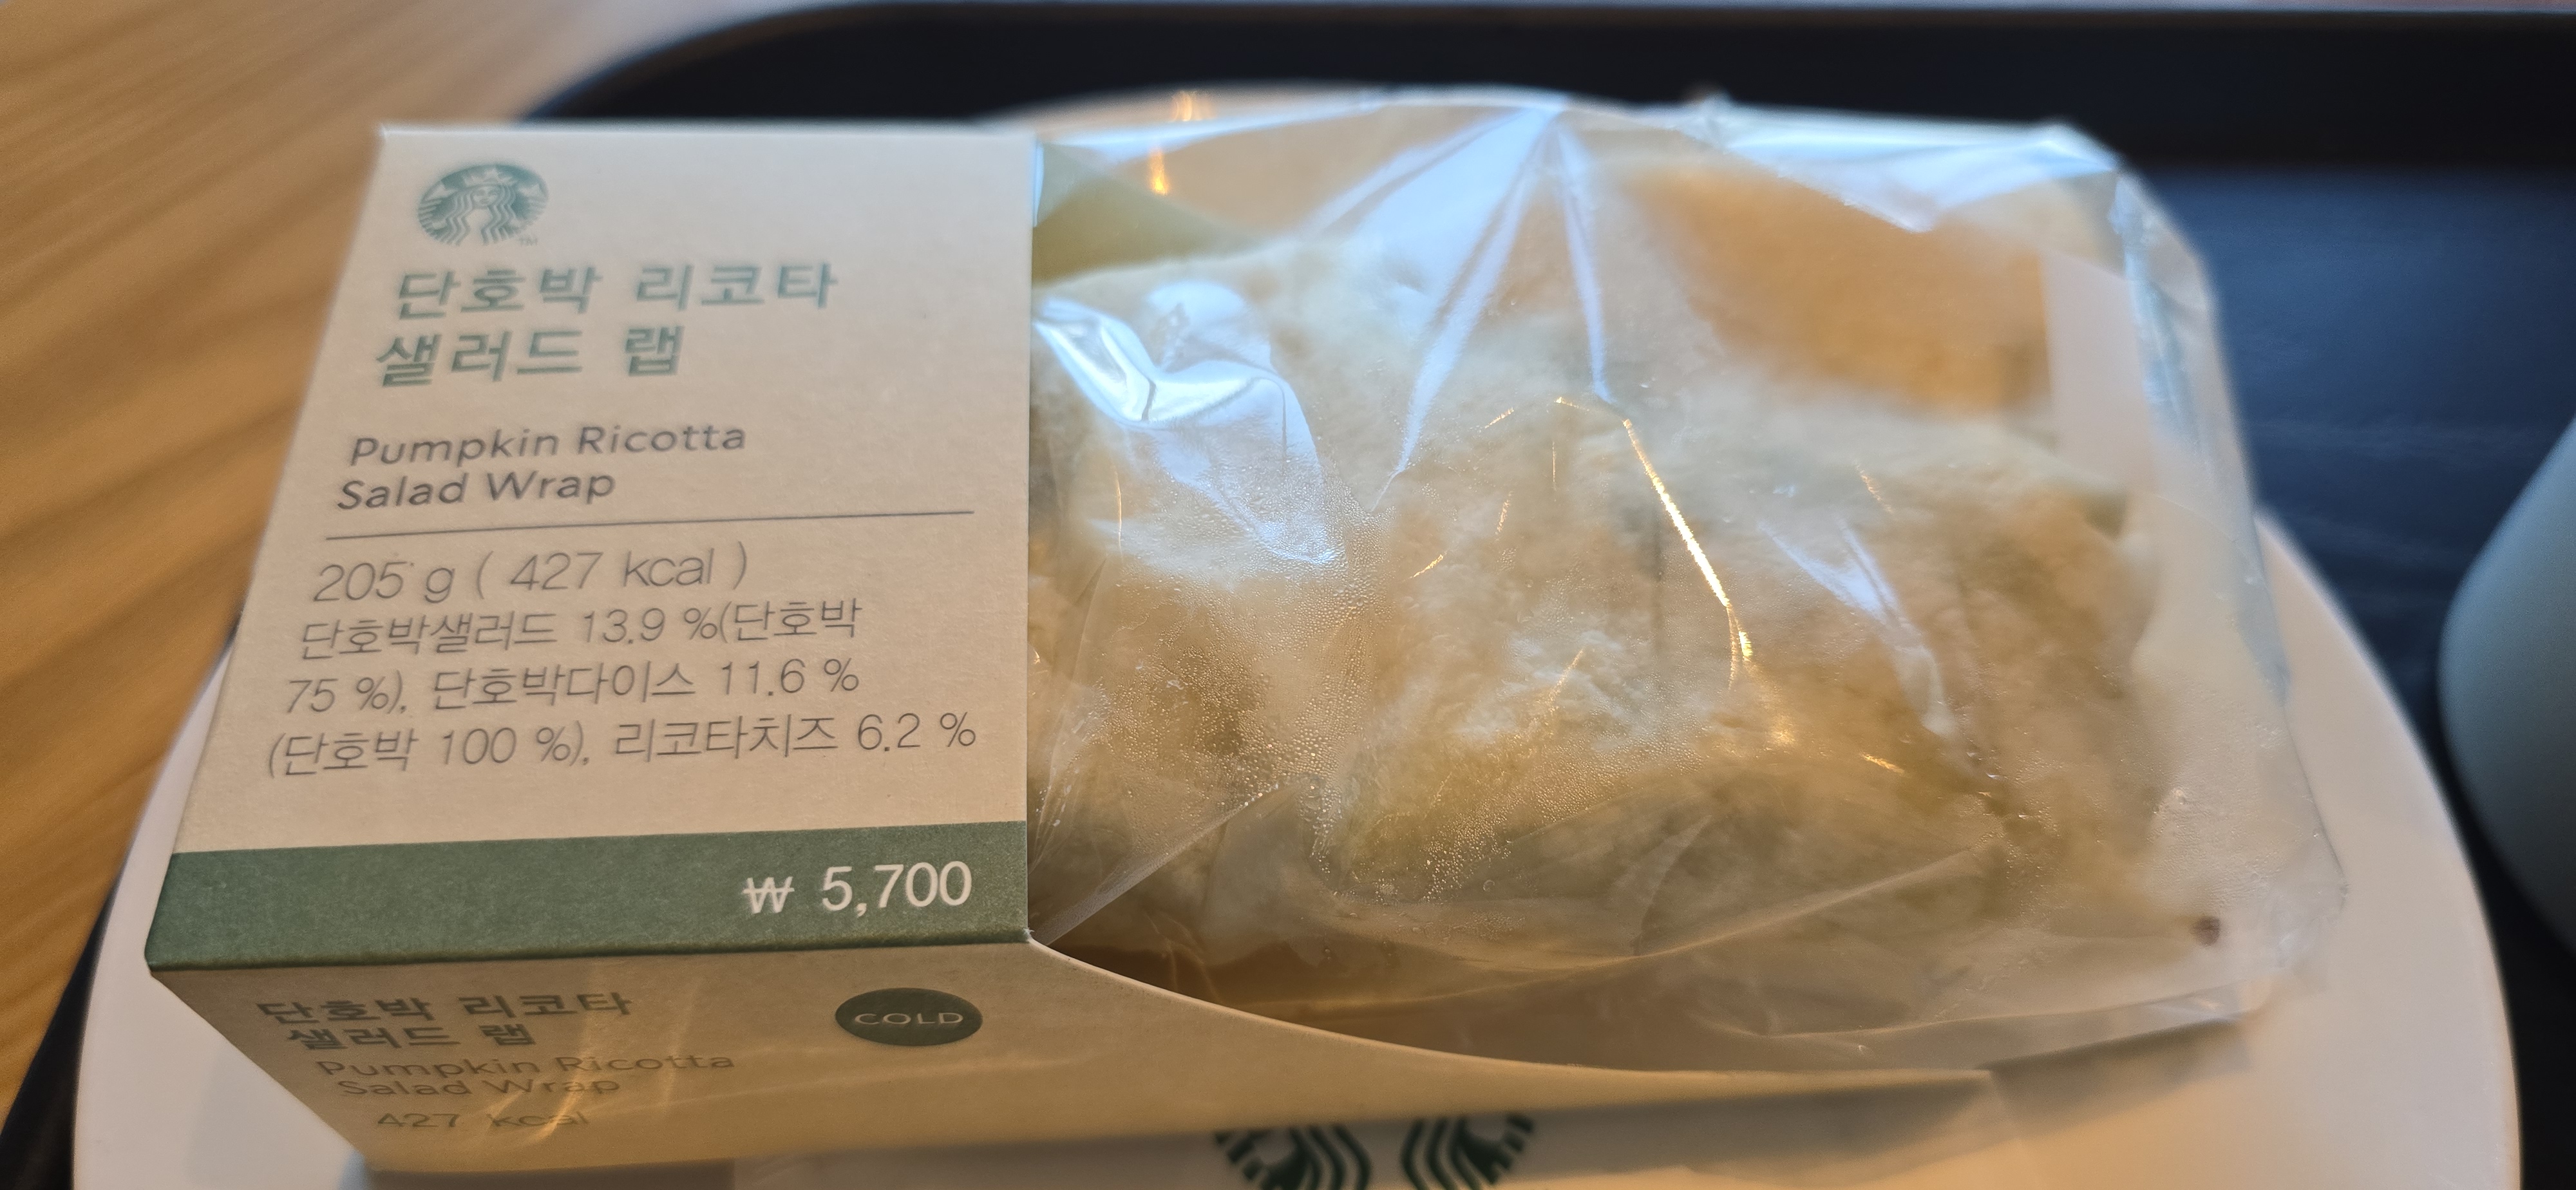 단호박 리코타
샐러드 랩
Pumpkin Ricotta
Salad Wrap
205 g ( 427 kcal )
단호박샐러드 13.9 %(단호박
75 %), 단호박다이스 11.6 %
(단호박 100 %), 리코타치즈 6.2 %
₩ 5,700
단호박 리코타
샐러드 랩
COLD
Pumpkin Ricotta
Salad Wrap
427 kcal